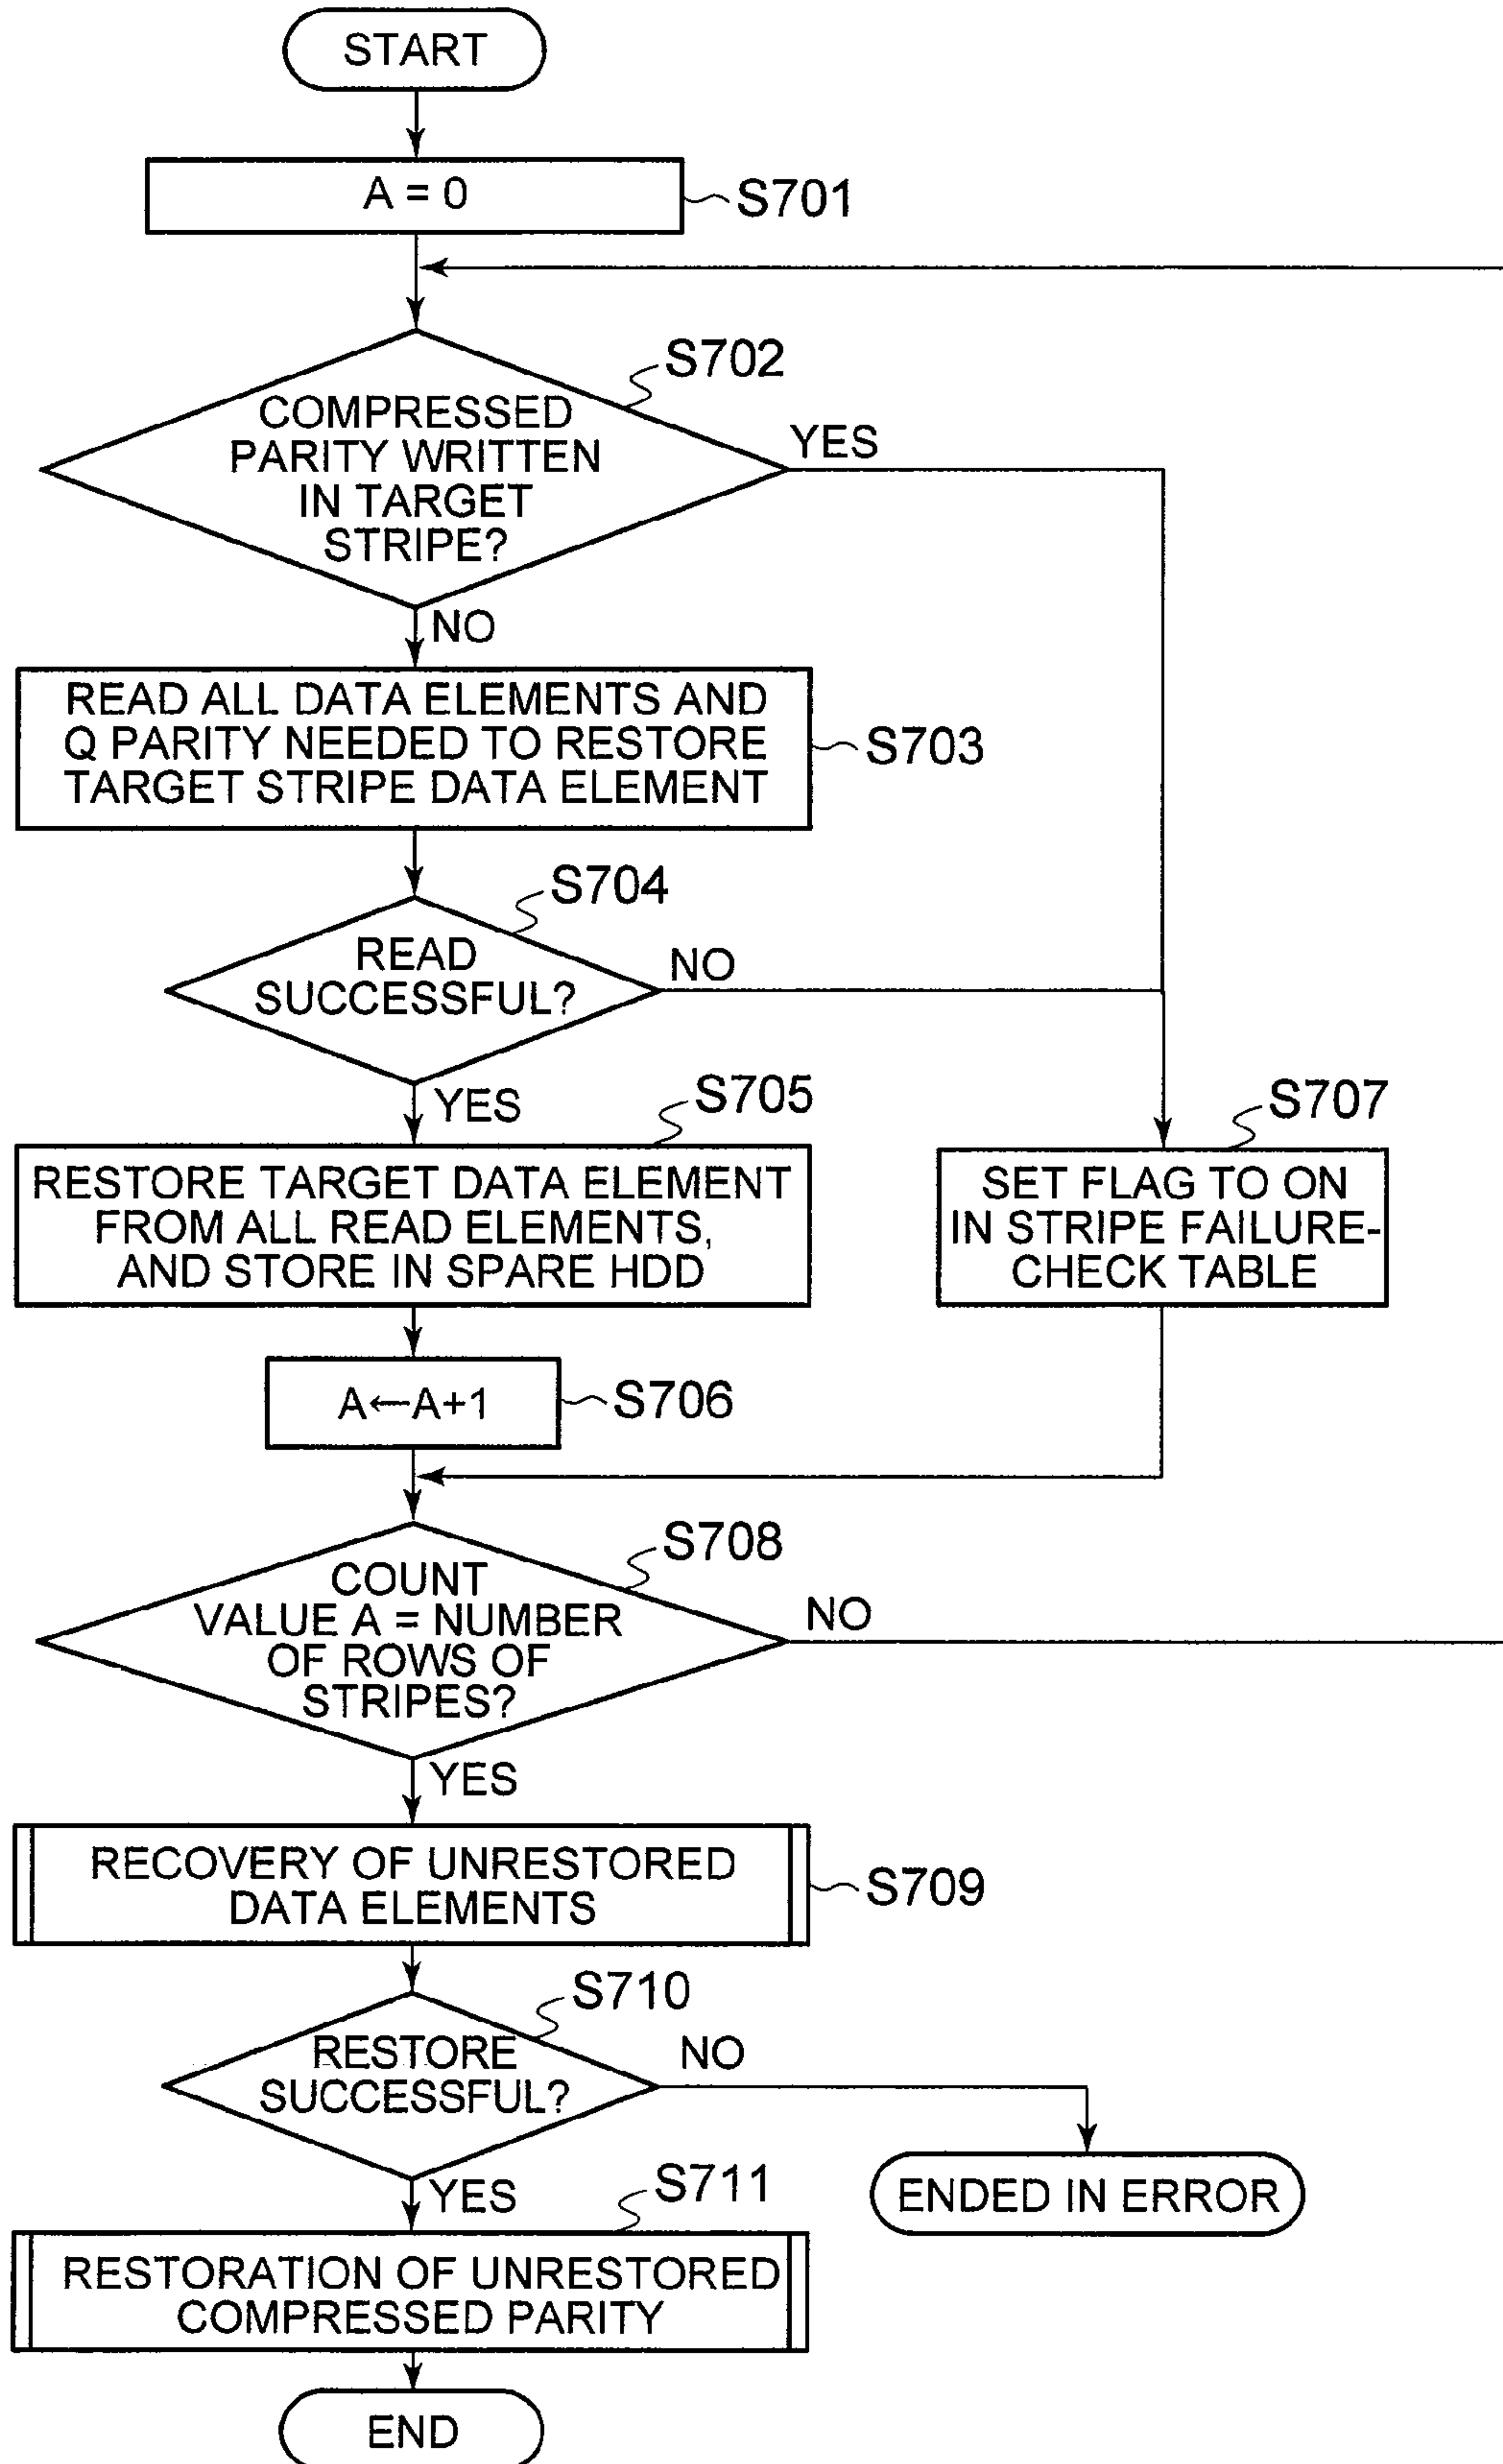 START
A = 0
S701
S702
COMPRESSED
PARITY WRITTEN
IN TARGET
STRIPE?
YES
NO
READ ALL DATA ELEMENTS AND
Q PARITY NEEDED TO RESTORE
TARGET STRIPE DATA ELEMENT
S703
S704
READ
SUCCESSFUL?
NO
YES
S705
RESTORE TARGET DATA ELEMENT
FROM ALL READ ELEMENTS,
AND STORE IN SPARE HDD
S707
SET FLAG TO ON
IN STRIPE FAILURE-
CHECK TABLE
A←A+1
S706
S708
COUNT
VALUE A = NUMBER
OF ROWS OF
STRIPES?
NO
YES
RECOVERY OF UNRESTORED
DATA ELEMENTS
S709
S710
RESTORE
SUCCESSFUL?
NO
YES
ENDED IN ERROR
S711
RESTORATION OF UNRESTORED
COMPRESSED PARITY
END